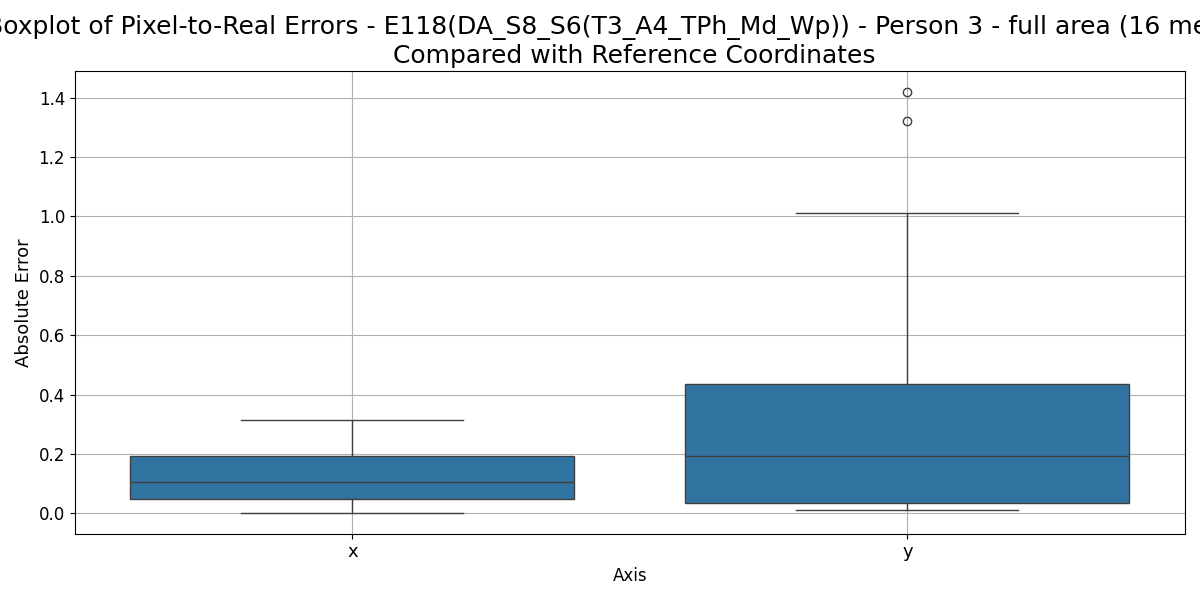 Boxplot of Pixel-to-Real Errors - E118(DA_S8_S6(T3_A4_TPh_Md_Wp)) - Person 3 - full area (16 me
Compared with Reference Coordinates
Absolute Error
1.4
1.2
1.0
0.8
0.6
0.4
0.2
0.0
x
y
Axis